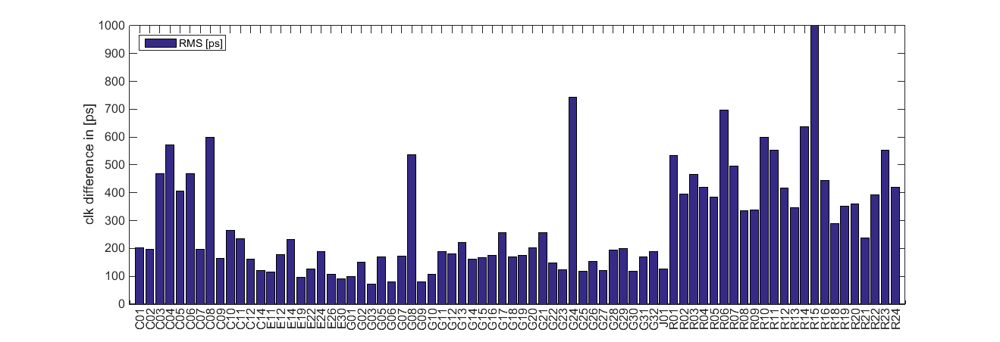 1000
900
800
700
600
500
400
300
200
100
0
clk difference in [ps]
RMS [ps]
C01
C02
C03
C04
C05
C06
C07
C08
C09
C10
C11
C12
C14
E11
E12
E14
E19
E22
E24
E26
E30
G01
G02
G03
G05
G06
G07
G08
G09
G10
G11
G12
G13
G14
G15
G16
G17
G18
G19
G20
G21
G22
G23
G24
G25
G26
G27
G28
G29
G30
G31
G32
J01
R01
R02
R03
R04
R05
R06
R07
R08
R09
R10
R11
R12
R13
R14
R15
R16
R18
R19
R20
R21
R22
R23
R24